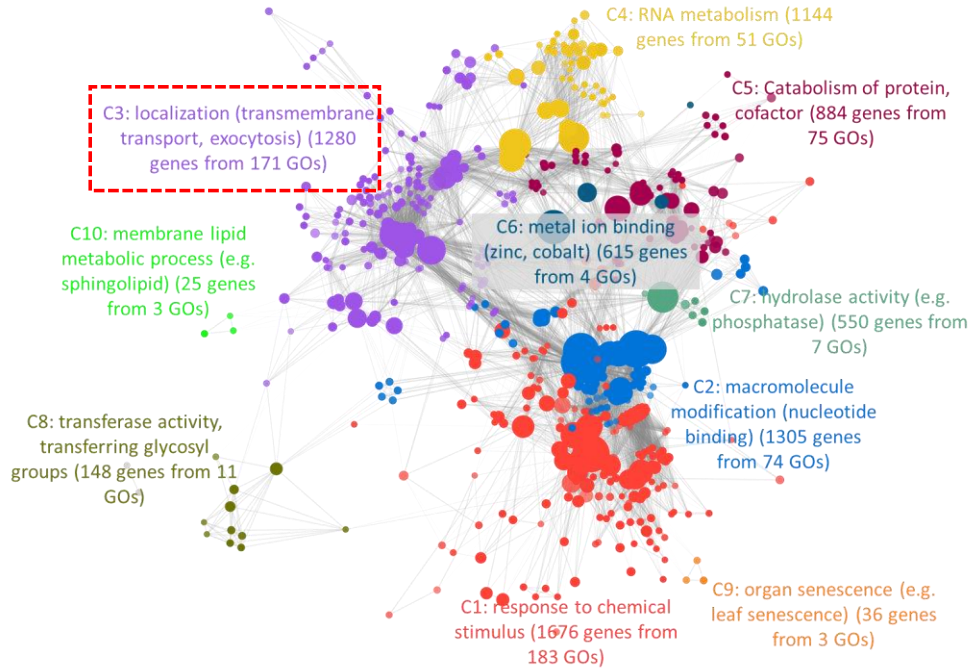 C4: RNA metabolism (1144
genes from 51 GOs)
C5: Catabolism of protein,
cofactor (884 genes from
75 GOs)
C3: localization (transmembrane
transport, exocytosis) (1280
genes from 171 GOs)
C6: metal ion binding
(zinc, cobalt) (615 genes
from 4 GOs)
C10: membrane lipid
metabolic process (e.g.
sphingolipid) (25 genes
from 3 GOs)
C7: hydrolase activity (e.g.
phosphatase) (550 genes from
7 GOs)
C2: macromolecule
modification (nucleotide
binding) (1305 genes
from 74 GOs)
C8: transferase activity,
transferring glycosyl
groups (148 genes from 11
GOs)
C9: organ senescence (e.g.
leaf senescence) (36 genes
from 3 GOs)
C1: response to chemical
stimulus (1676 genes from
183 GOs)